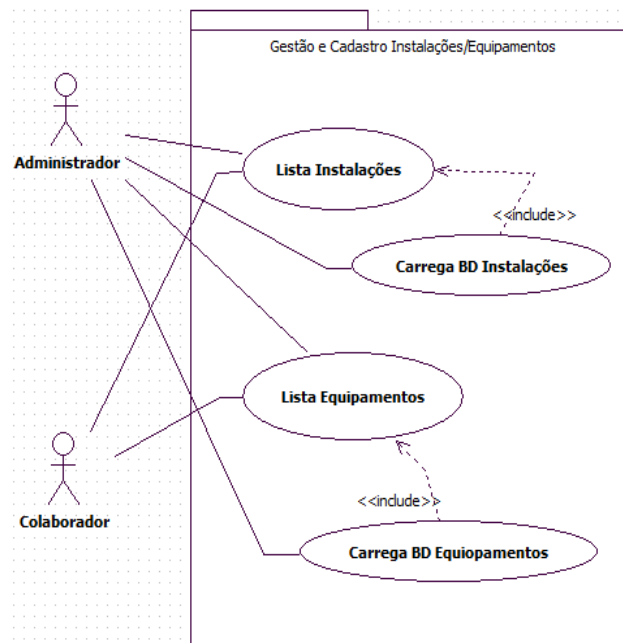 Gestão e Cadastro Instalações/Equipamentos
Administrador
Lista Instalações
<<include>>
Carrega BD Instalações
Lista Equipamentos
Colaborador
<<include>>
Carrega BD Equiopamentos